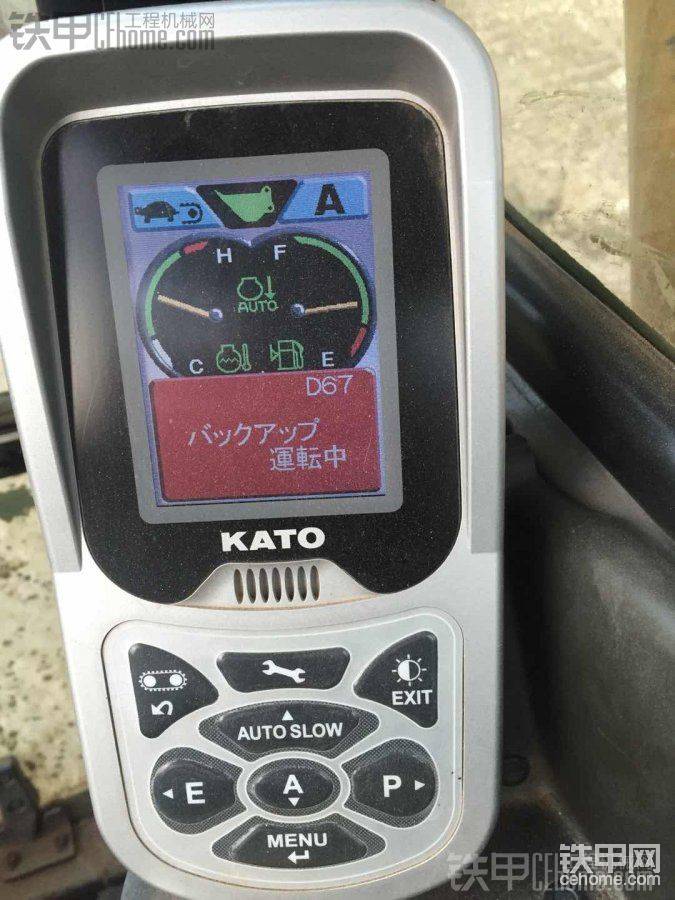 铁甲 工程机械网
CEhome.com
A
H F
AUTO
C E
D67
バックアップ
運転中
KATO
EXIT
AUTO SLOW
E A P
MENU
铁甲网
cehome.com